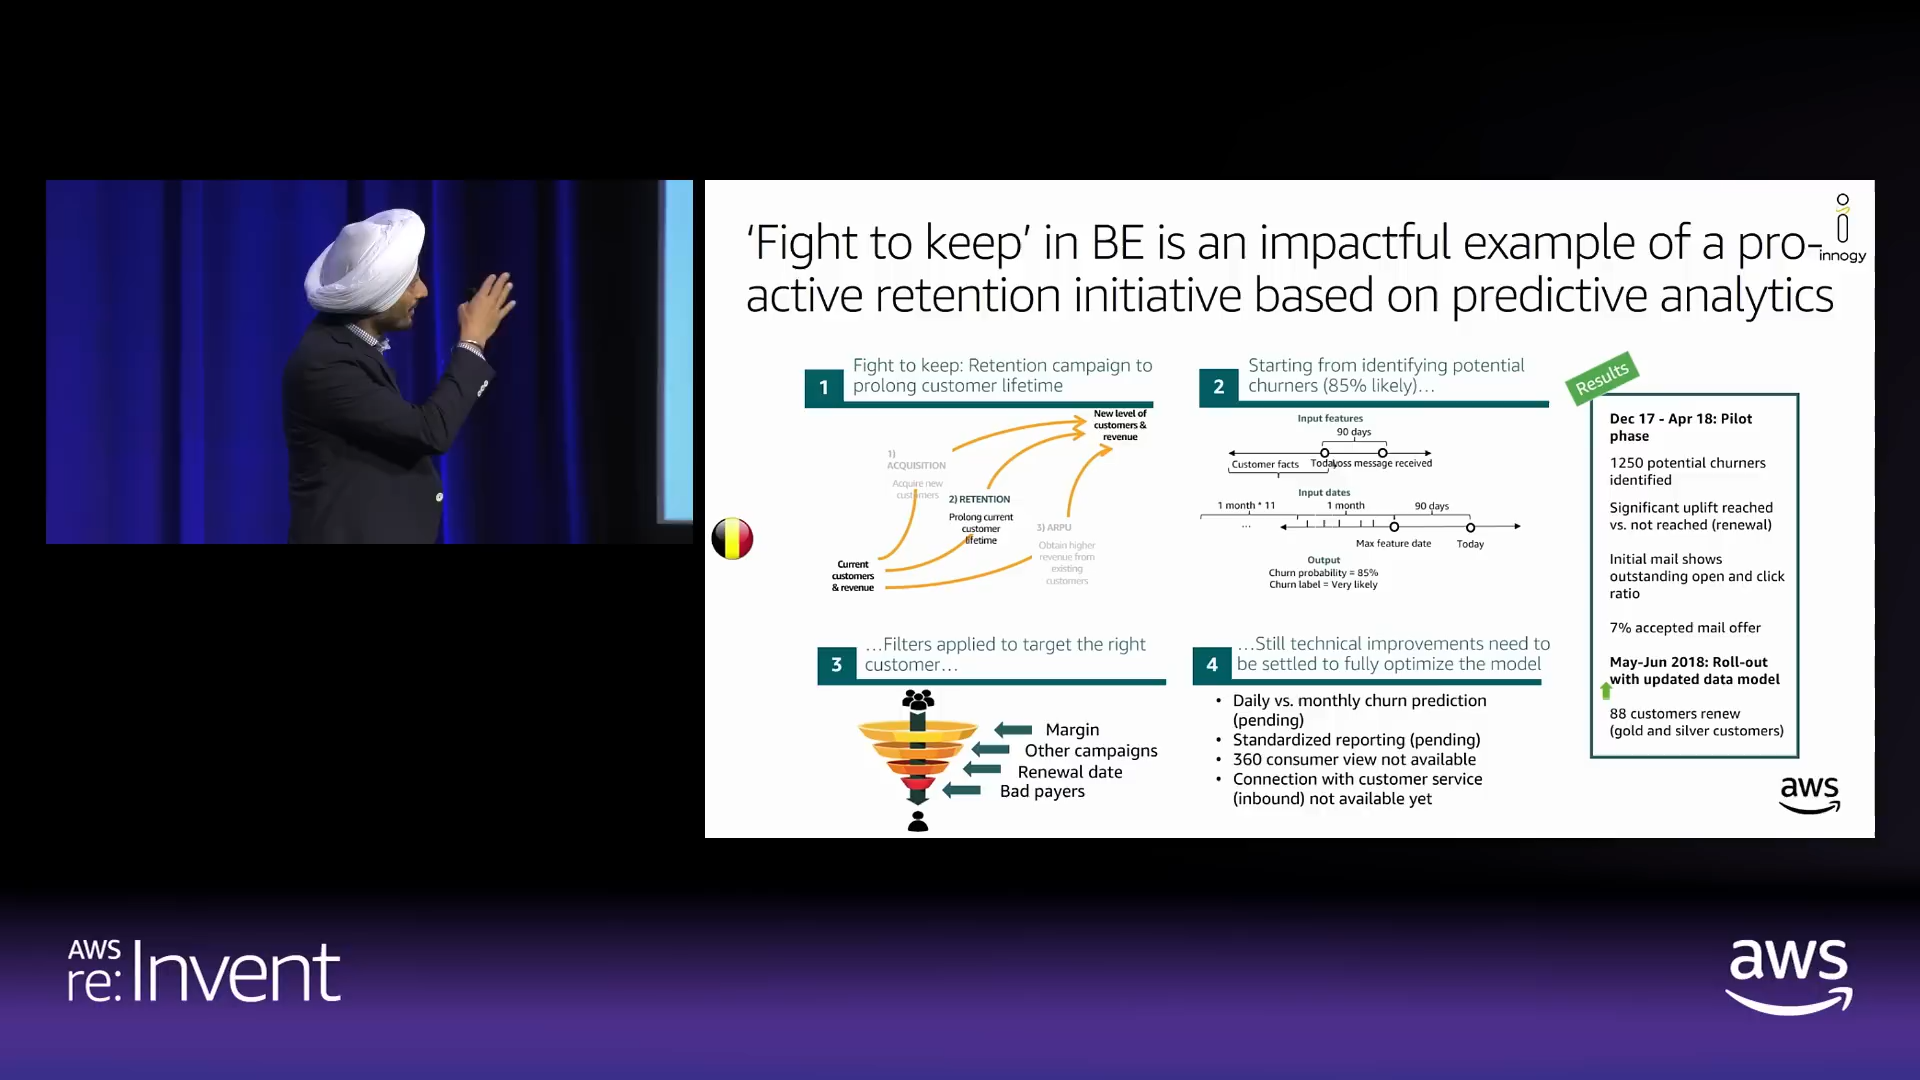 ‘Fight to keep’ in BE is an impactful example of a pro-
active retention initiative based on predictive analytics
innogy
1
Fight to keep: Retention campaign to
prolong customer lifetime
New level of
customers &
revenue
1)
ACQUISITION
Acquire new
customers
2) RETENTION
Prolong current
customer
lifetime
3) ARPU
Obtain higher
revenue from
existing
customers
Current
customers
& revenue
2
Starting from identifying potential
churners (85% likely)…
Input features
90 days
Customer facts
Today
Loss message received
Input dates
1 month * 11
1 month
90 days
...
Max feature date
Today
Output
Churn probability = 85%
Churn label = Very likely
3
…Filters applied to target the right
customer…
Margin
Other campaigns
Renewal date
Bad payers
4
…Still technical improvements need to
be settled to fully optimize the model
• Daily vs. monthly churn prediction
(pending)
• Standardized reporting (pending)
• 360 consumer view not available
• Connection with customer service
(inbound) not available yet
Results
Dec 17 - Apr 18: Pilot
phase
1250 potential churners
identified
Significant uplift reached
vs. not reached (renewal)
Initial mail shows
outstanding open and click
ratio
7% accepted mail offer
May-Jun 2018: Roll-out
with updated data model
88 customers renew
(gold and silver customers)
aws
AWS
re:Invent
aws